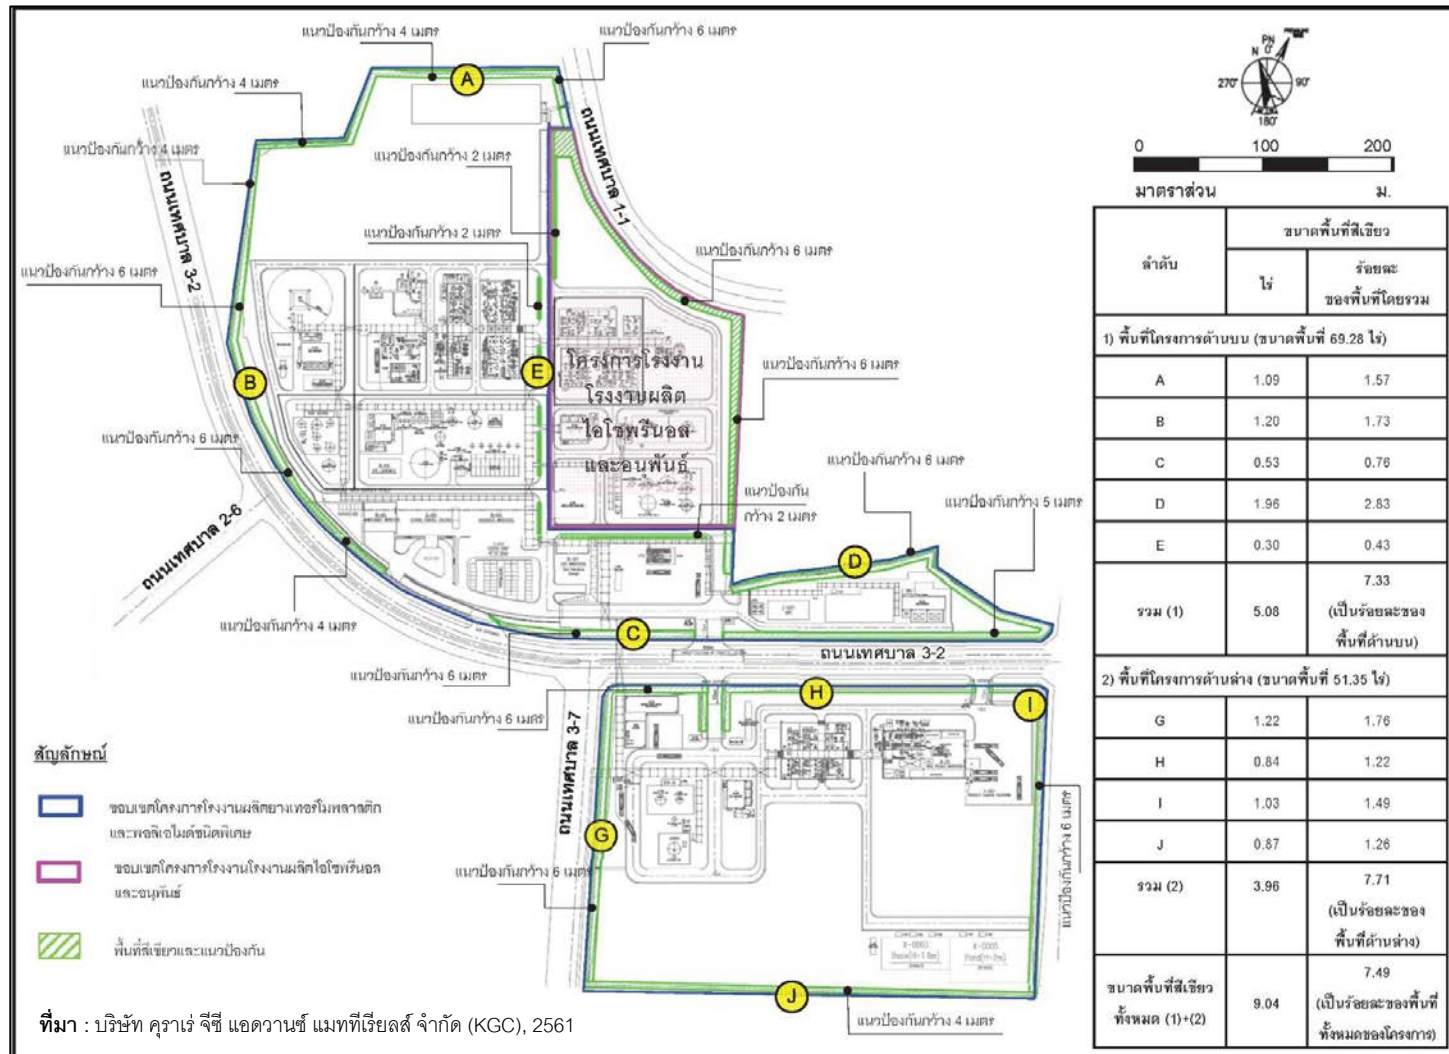 แนวป้องกันกว้าง 4 เมตร
แนวป้องกันกว้าง 6 เมตร
แนวป้องกันกว้าง 4 เมตร
แนวป้องกันกว้าง 4 เมตร
แนวป้องกันกว้าง 2 เมตร
แนวป้องกันกว้าง 2 เมตร
แนวป้องกันกว้าง 6 เมตร
แนวป้องกันกว้าง 6 เมตร
แนวป้องกันกว้าง 6 เมตร
แนวป้องกันกว้าง 6 เมตร
แนวป้องกันกว้าง 6 เมตร
แนวป้องกันกว้าง 5 เมตร
แนวป้องกัน
กว้าง 2 เมตร
แนวป้องกันกว้าง 4 เมตร
แนวป้องกันกว้าง 6 เมตร
แนวป้องกันกว้าง 6 เมตร
แนวป้องกันกว้าง 6 เมตร
แนวป้องกันกว้าง 6 เมตร
แนวป้องกันกว้าง 4 เมตร
ถนนเทศบาล 1-1
ถนนเทศบาล 3-2
ถนนเทศบาล 2-6
ถนนเทศบาล 3-2
ถนนเทศบาล 3-7
A
B
C
D
E
G
H
I
J
โครงการโรงงาน
โรงงานผลิต
ไอโซพรีนอล
และอนุพันธ์
PN
N 0°
270° 90°
180°
0 100 200
มาตราส่วน ม.
ลำดับ ขนาดพื้นที่สีเขียว
ไร่ ร้อยละ
ของพื้นที่โดยรวม
1) พื้นที่โครงการด้านบน (ขนาดพื้นที่ 69.28 ไร่)
A 1.09 1.57
B 1.20 1.73
C 0.53 0.76
D 1.96 2.83
E 0.30 0.43
รวม (1) 5.08 7.33
(เป็นร้อยละของ
พื้นที่ด้านบน)
2) พื้นที่โครงการด้านล่าง (ขนาดพื้นที่ 51.35 ไร่)
G 1.22 1.76
H 0.84 1.22
I 1.03 1.49
J 0.87 1.26
รวม (2) 3.96 7.71
(เป็นร้อยละของ
พื้นที่ด้านล่าง)
ขนาดพื้นที่สีเขียว
ทั้งหมด (1)+(2) 9.04 7.49
(เป็นร้อยละของพื้นที่
ทั้งหมดของโครงการ)
สัญลักษณ์
ขอบเขตโครงการโรงงานผลิตยางเทอร์โมพลาสติก
และพอลิเอไมด์ชนิดพิเศษ
ขอบเขตโครงการโรงงานโรงงานผลิตไอโซพรีนอล
และอนุพันธ์
พื้นที่สีเขียวและแนวป้องกัน
ที่มา : บริษัท คุราเร่ จีซี แอดวานซ์ แมททีเรียลส์ จำกัด (KGC), 2561